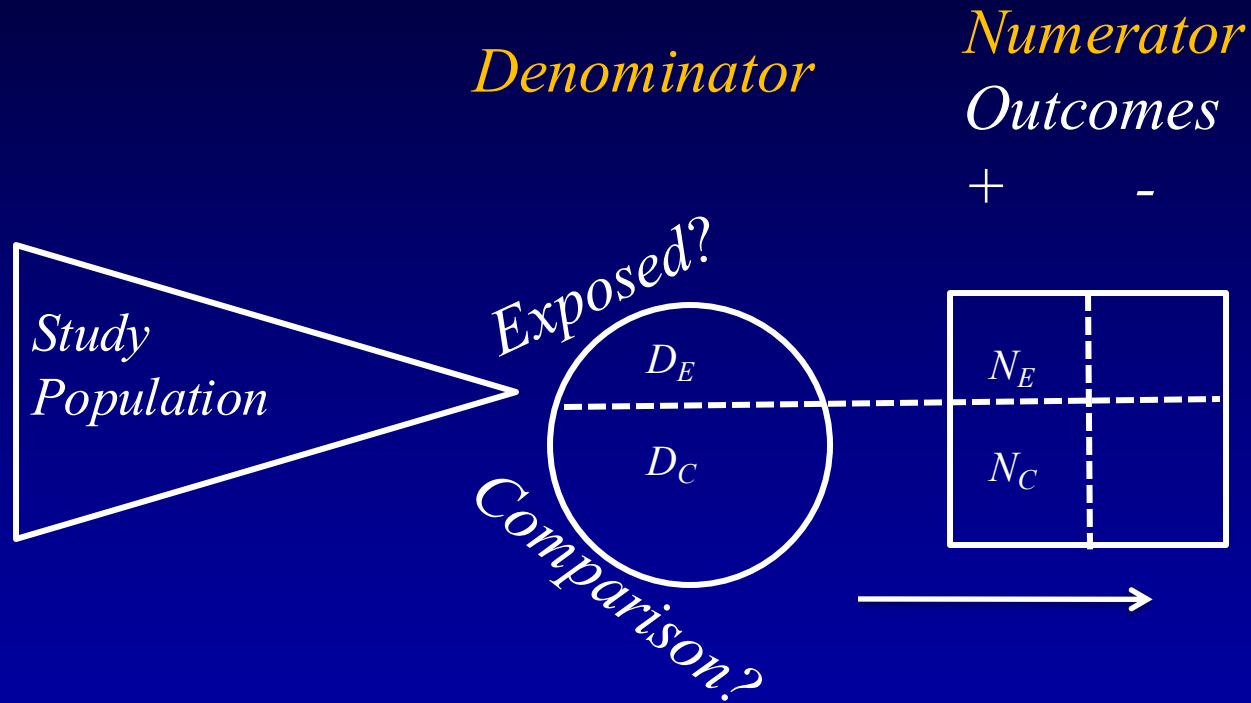 Denominator
Numerator
Outcomes
+ -
Study
Population
Exposed?
Comparison?
D_E
D_C
N_E
N_C